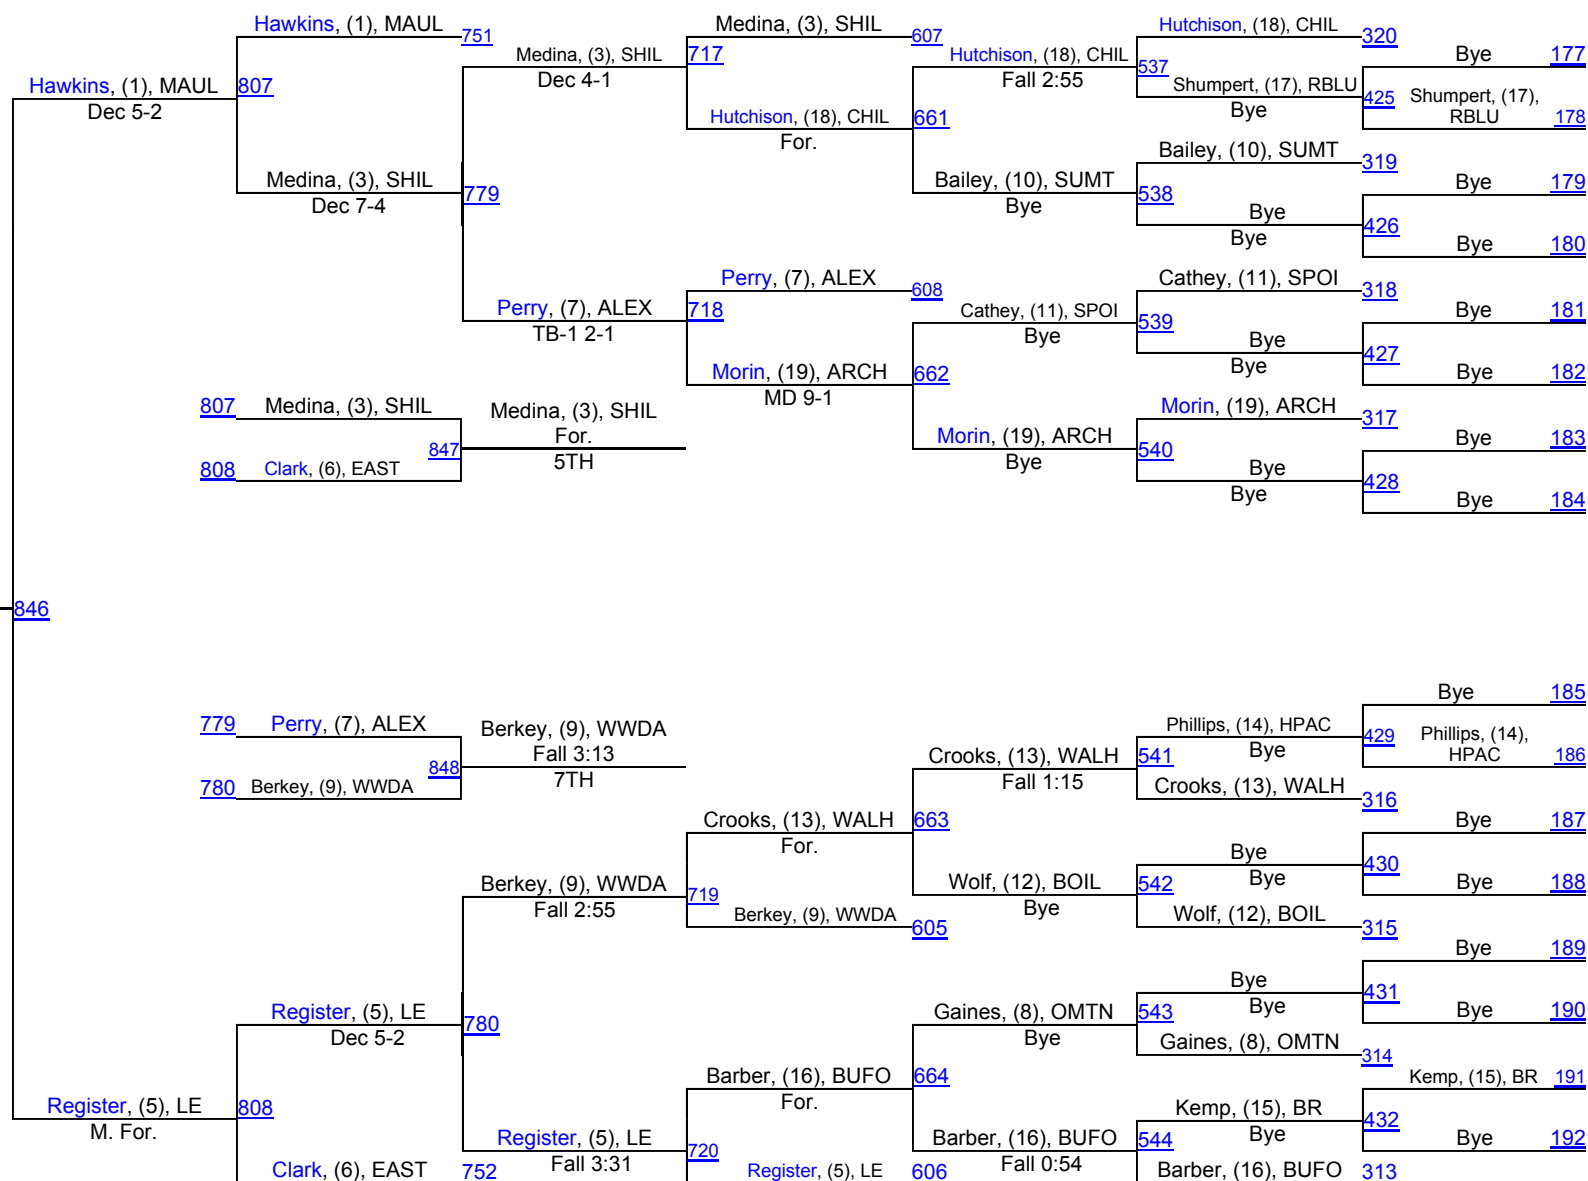 Hawkins, (1), MAUL 751
Medina, (3), SHIL 607
Hutchison, (18), CHIL 320
Medina, (3), SHIL 717
Dec 4-1
Hutchison, (18), CHIL 537
Fall 2:55
Bye 177
Hawkins, (1), MAUL 807
Dec 5-2
Shumpert, (17), RBLU 425
Bye
Shumpert, (17),
RBLU 178
Hutchison, (18), CHIL 661
For.
Bailey, (10), SUMT 319
Medina, (3), SHIL 779
Dec 7-4
Bailey, (10), SUMT 538
Bye
Bye 179
Bye 426
Bye
Bye 180
Perry, (7), ALEX 608
Cathey, (11), SPOI 318
Perry, (7), ALEX 718
TB-1 2-1
Cathey, (11), SPOI 539
Bye
Bye 181
Bye 427
Bye
Morin, (19), ARCH 662
MD 9-1
Bye 182
807 Medina, (3), SHIL
Medina, (3), SHIL
For.
847 5TH
Morin, (19), ARCH 317
Morin, (19), ARCH 540
Bye
Bye 183
808 Clark, (6), EAST
Bye 428
Bye
Bye 184
846
Bye 185
779 Perry, (7), ALEX
Berkey, (9), WWDA
Fall 3:13
848 7TH
Phillips, (14), HPAC 429
Bye
Phillips, (14),
HPAC 186
Crooks, (13), WALH 541
Fall 1:15
780 Berkey, (9), WWDA
Crooks, (13), WALH 316
Crooks, (13), WALH 663
For.
Bye 187
Bye 430
Bye
Berkey, (9), WWDA 719
Fall 2:55
Wolf, (12), BOIL 542
Bye
Bye 188
Berkey, (9), WWDA 605
Wolf, (12), BOIL 315
Bye 189
Bye 431
Bye
Register, (5), LE 780
Dec 5-2
Gaines, (8), OMTN 543
Bye
Bye 190
Gaines, (8), OMTN 314
Barber, (16), BUFO 664
For.
Kemp, (15), BR 191
Register, (5), LE 808
M. For.
Kemp, (15), BR 432
Bye
Register, (5), LE 720
Fall 3:31
Barber, (16), BUFO 544
Fall 0:54
Bye 192
Clark, (6), EAST 752
Register, (5), LE 606
Barber, (16), BUFO 313